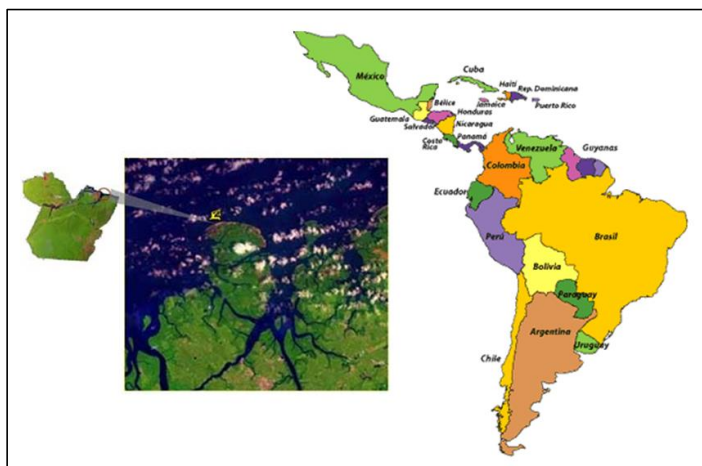 México
Cuba
Haití
Rep. Dominicana
Jamaica
Puerto Rico
Bélice
Guatemala
Honduras
Salvador
Nicaragua
Costa
Rica
Panamá
Venezuela
Guyanas
Colombia
Ecuador
Perú
Brasil
Bolivia
Paraguay
Argentina
Uruguay
Chile